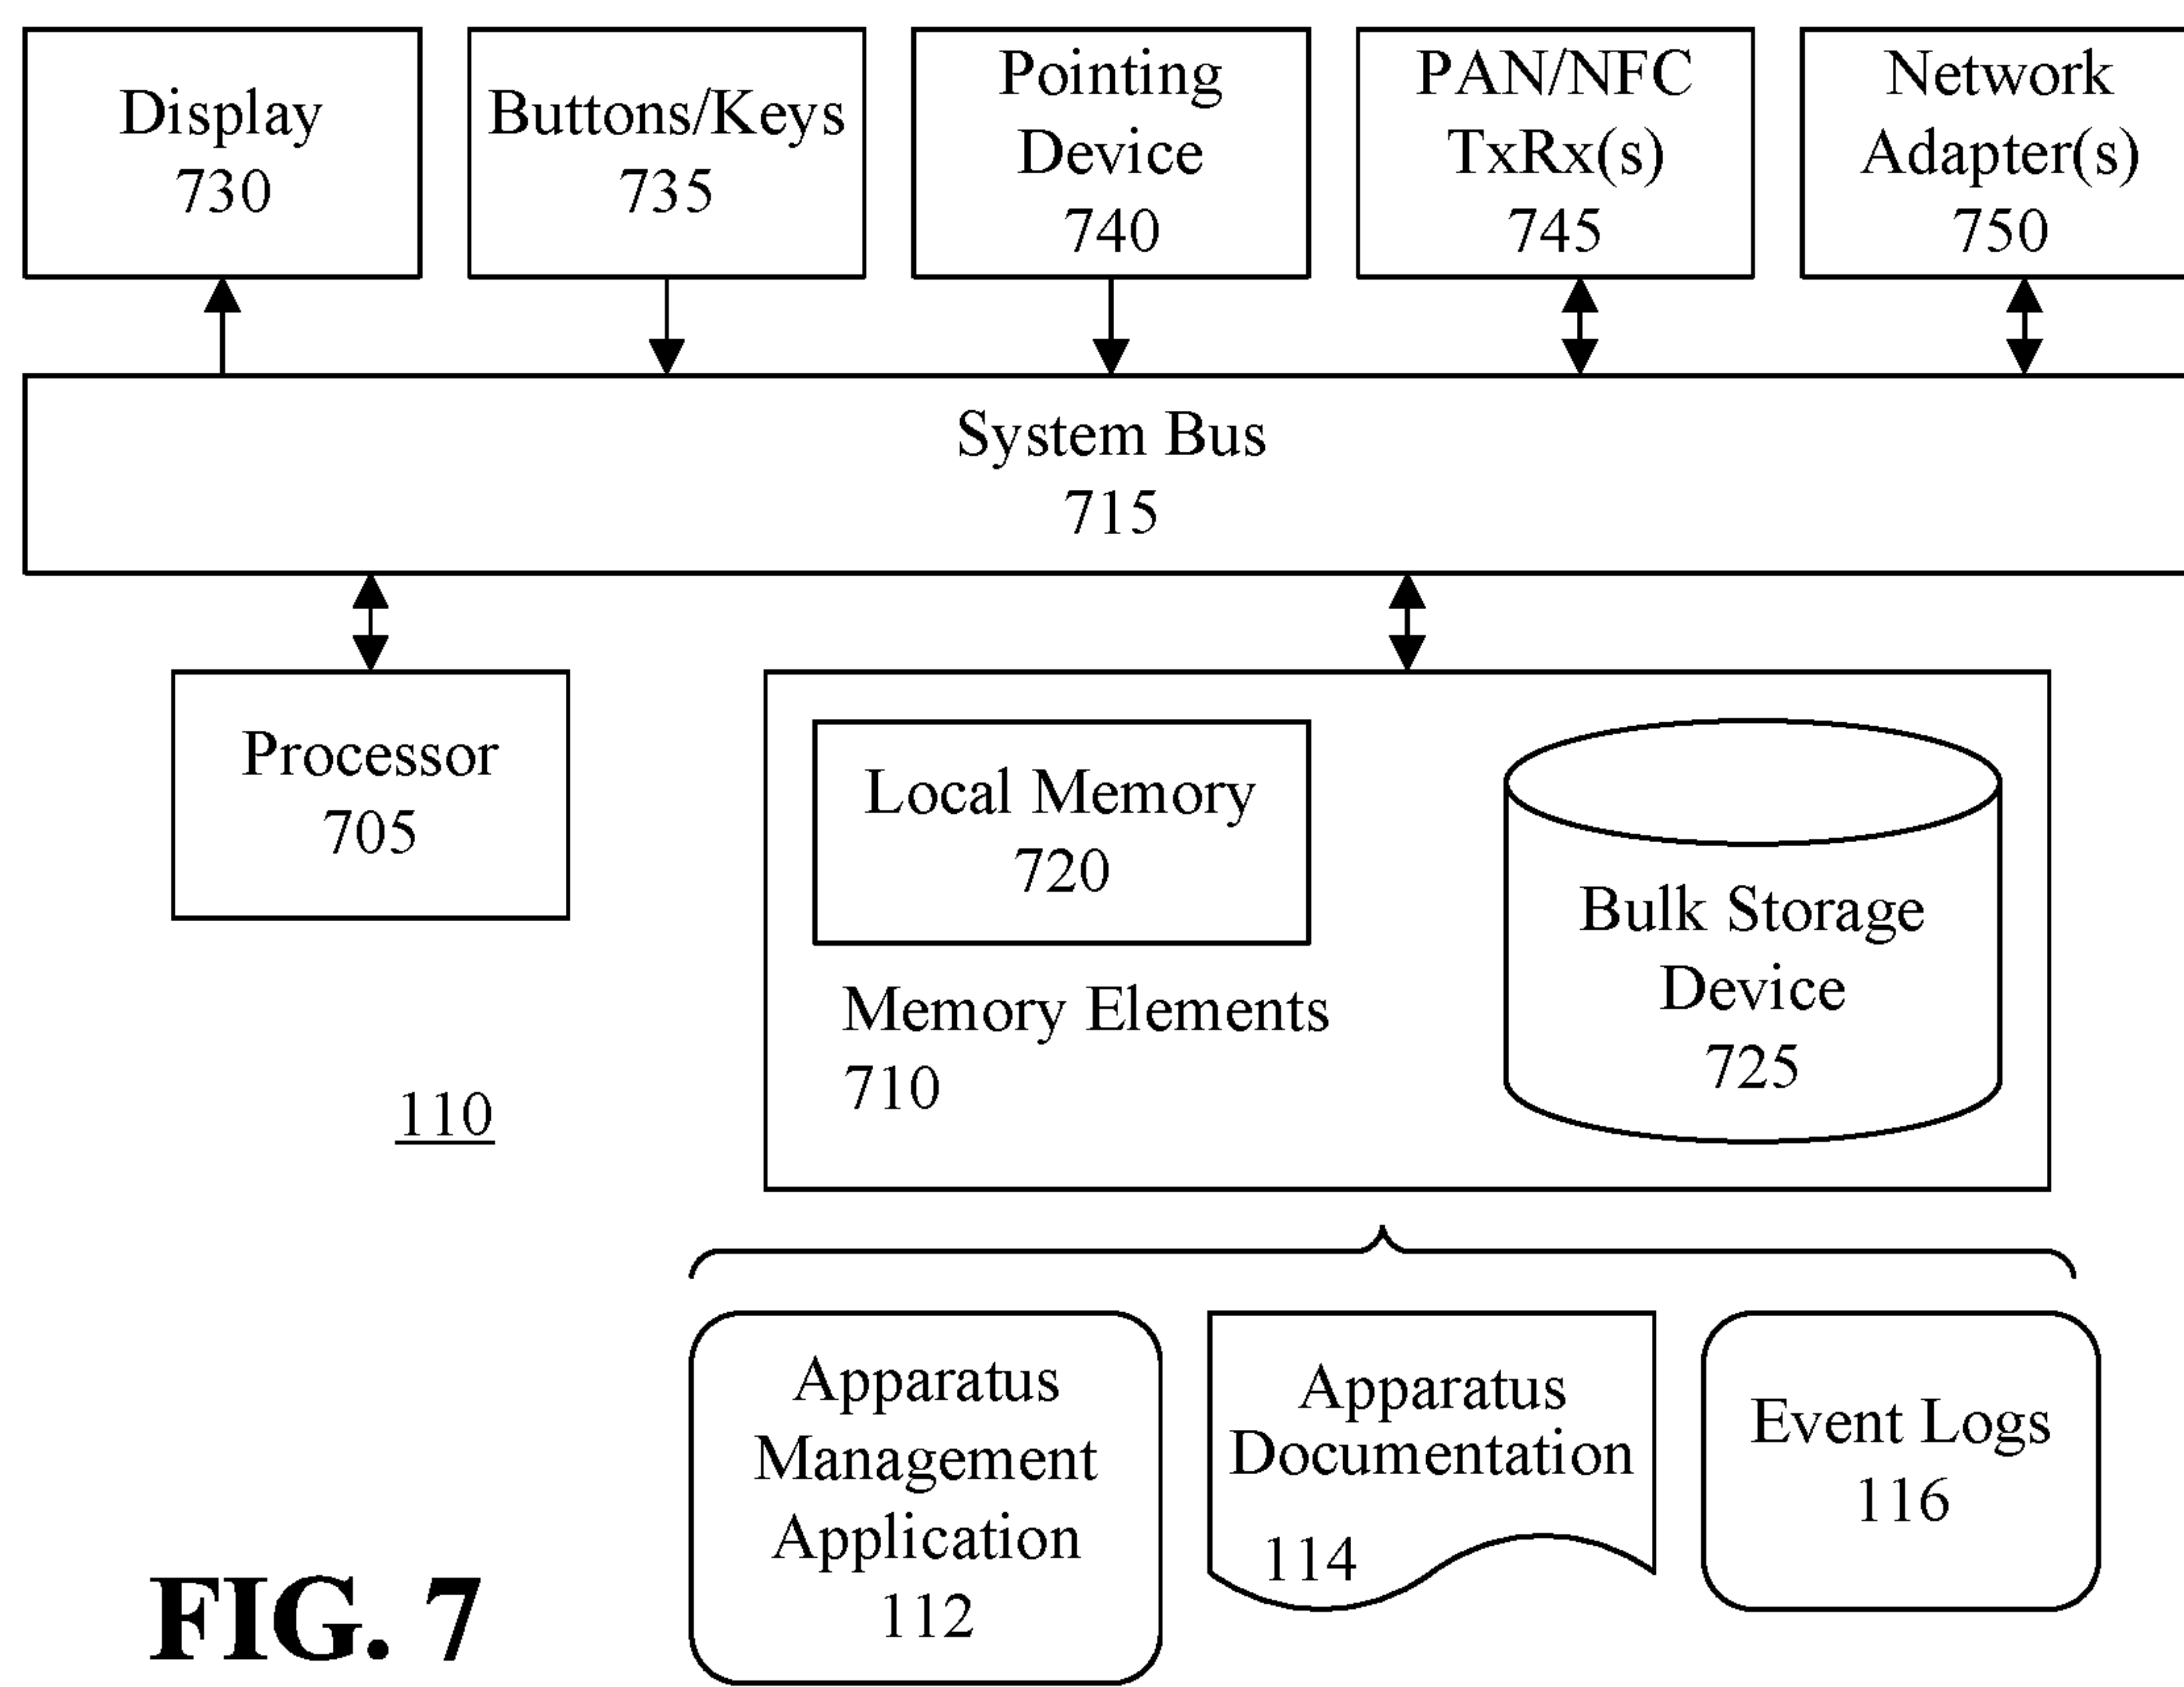 Display
730
Buttons/Keys
735
Pointing
Device
740
PAN/NFC
TxRx(s)
745
Network
Adapter(s)
750
System Bus
715
Processor
705
Local Memory
720
Memory Elements
710
Bulk Storage
Device
725
110
Apparatus
Management
Application
112
Apparatus
Documentation
114
Event Logs
116
FIG. 7